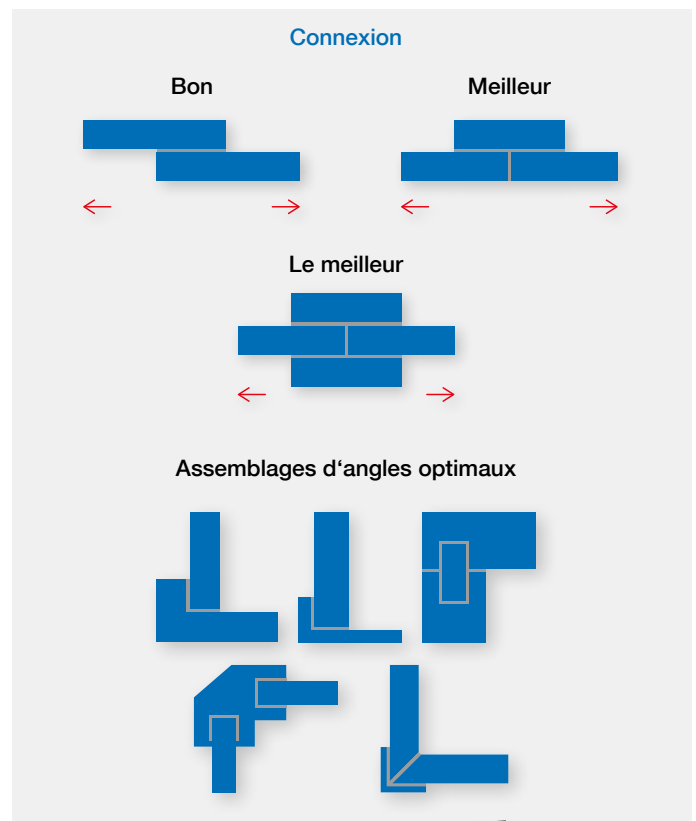 Connexion
Bon
Meilleur
Le meilleur
Assemblages d‘angles optimaux